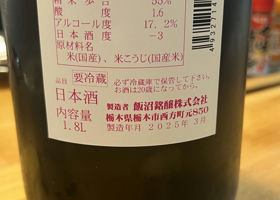 精米歩合 55%
酸度 1.6
アルコール度 17.2%
日本酒度 -3
原材料名
米(国産)、米こうじ(国産米)
品目 要冷蔵 必ず冷蔵庫で保管して下さい。
お酒は20歳になってから。
日本酒
内容量
1.8L
製造者 飯沼銘醸株式会社
栃木県栃木市西方町元850
製造年月 2025年3月